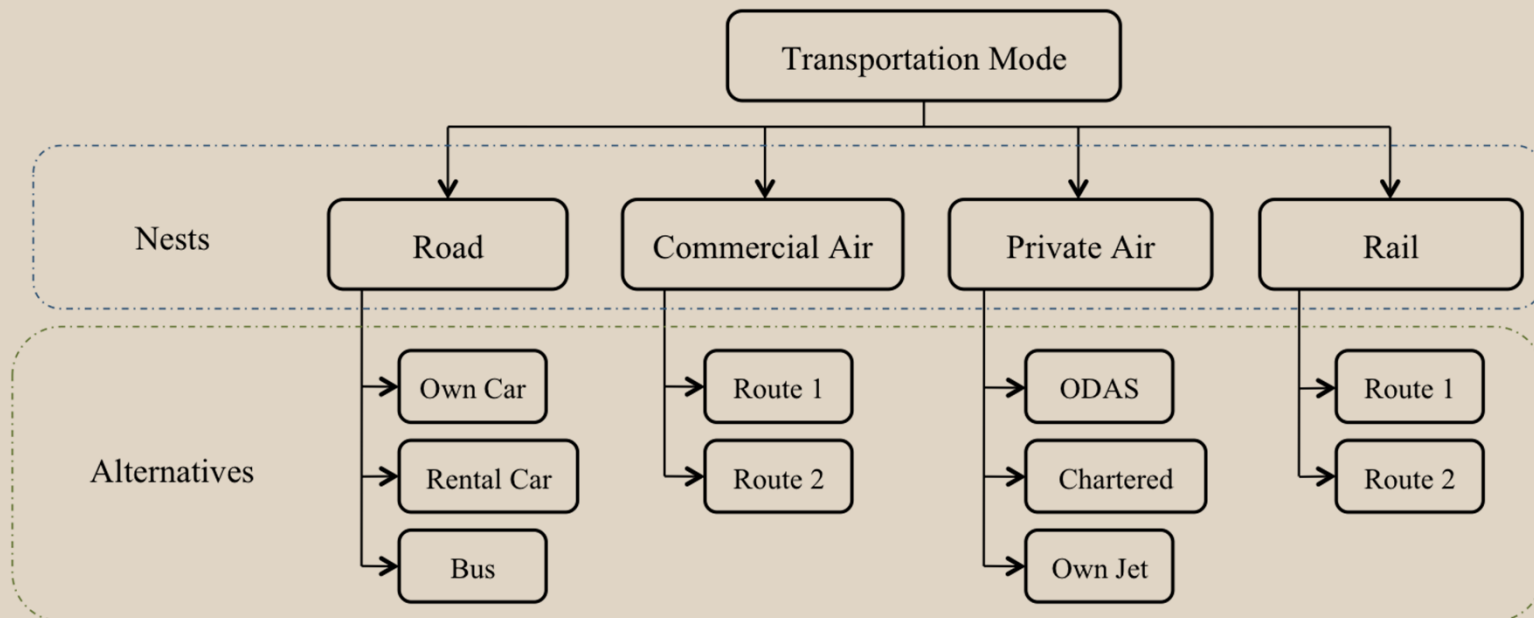 Transportation Mode
Nests
Road
Commercial Air
Private Air
Rail
Alternatives
Own Car
Rental Car
Bus
Route 1
Route 2
ODAS
Chartered
Own Jet
Route 1
Route 2